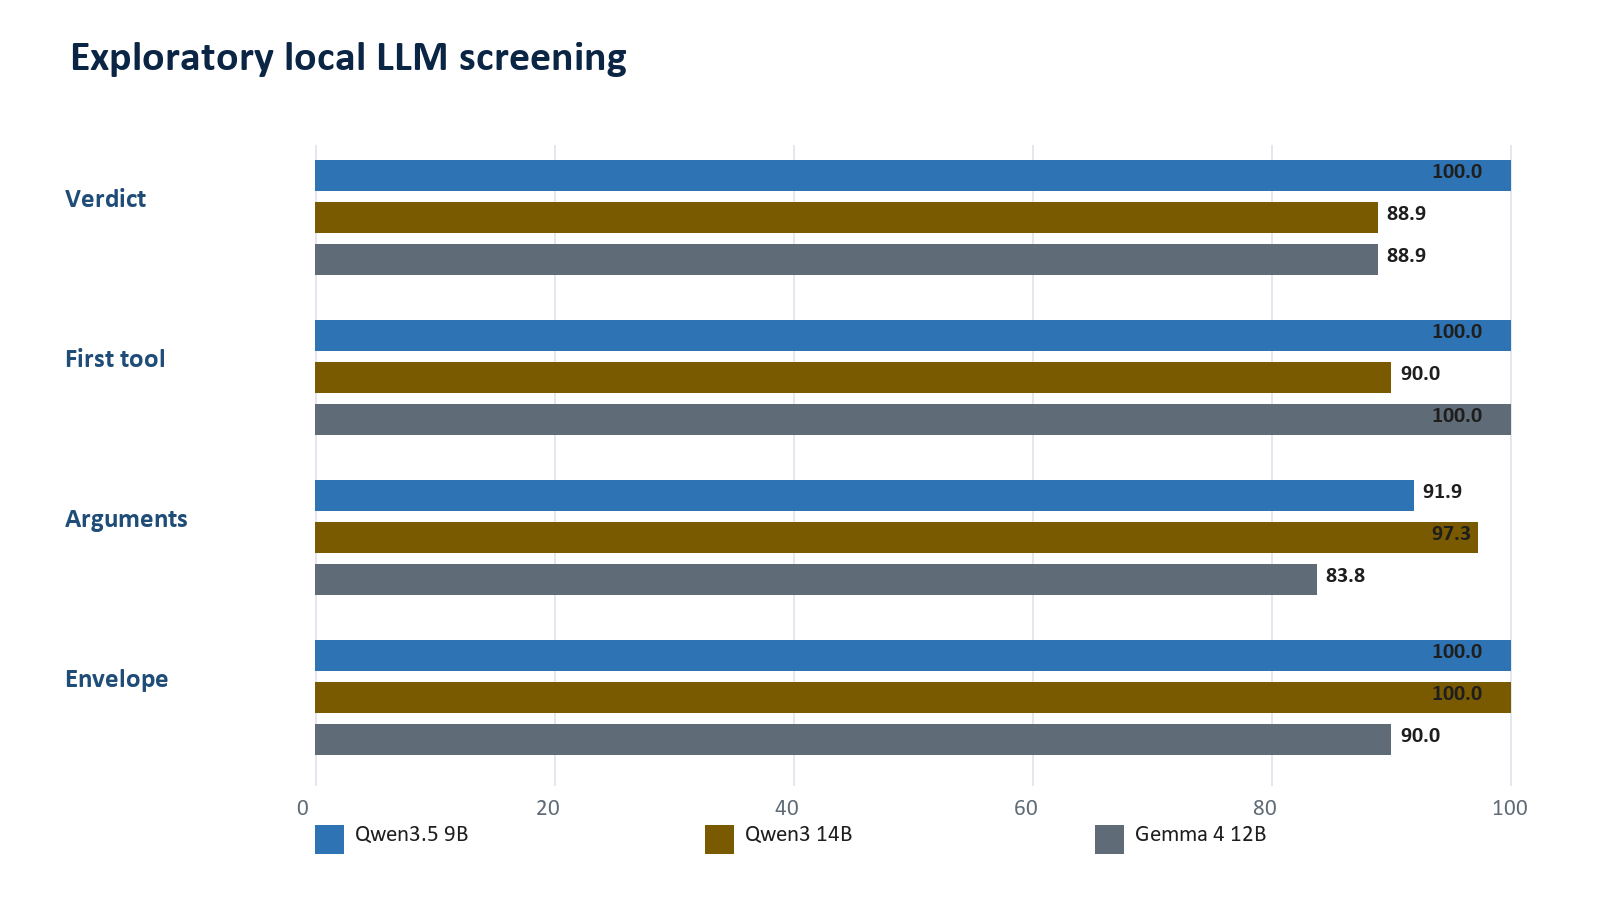 Exploratory local LLM screening
Verdict
100.0
88.9
88.9
First tool
100.0
90.0
100.0
Arguments
91.9
97.3
83.8
Envelope
100.0
100.0
90.0
0 20 40 60 80 100
Qwen3.5 9B Qwen3 14B Gemma 4 12B